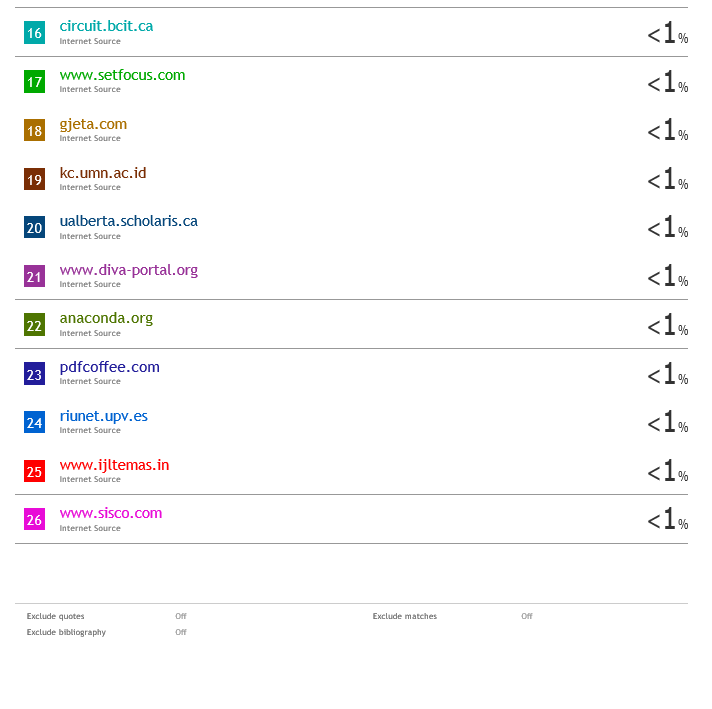 16 circuit.bcit.ca <1%
Internet Source
17 www.setfocus.com <1%
Internet Source
18 gjeta.com <1%
Internet Source
19 kc.umn.ac.id <1%
Internet Source
20 ualberta.scholaris.ca <1%
Internet Source
21 www.diva-portal.org <1%
Internet Source
22 anaconda.org <1%
Internet Source
23 pdfcoffee.com <1%
Internet Source
24 riunet.upv.es <1%
Internet Source
25 www.ijltemas.in <1%
Internet Source
26 www.sisco.com <1%
Internet Source
Exclude quotes Off Exclude matches Off
Exclude bibliography Off